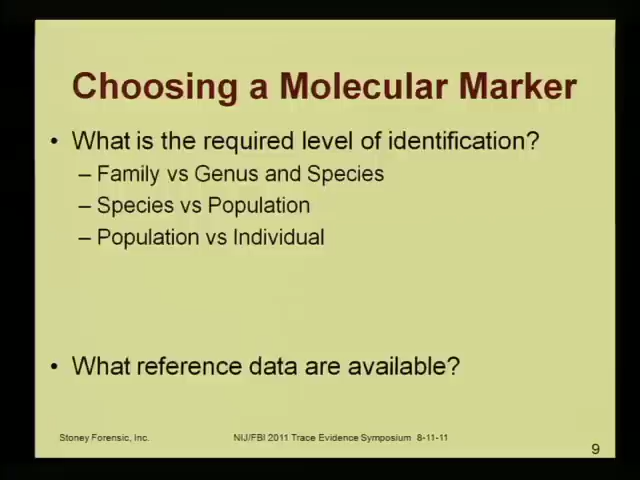 Choosing a Molecular Marker
• What is the required level of identification?
– Family vs Genus and Species
– Species vs Population
– Population vs Individual
• What reference data are available?
Stoney Forensic, Inc.
NIJ/FBI 2011 Trace Evidence Symposium 8-11-11
9